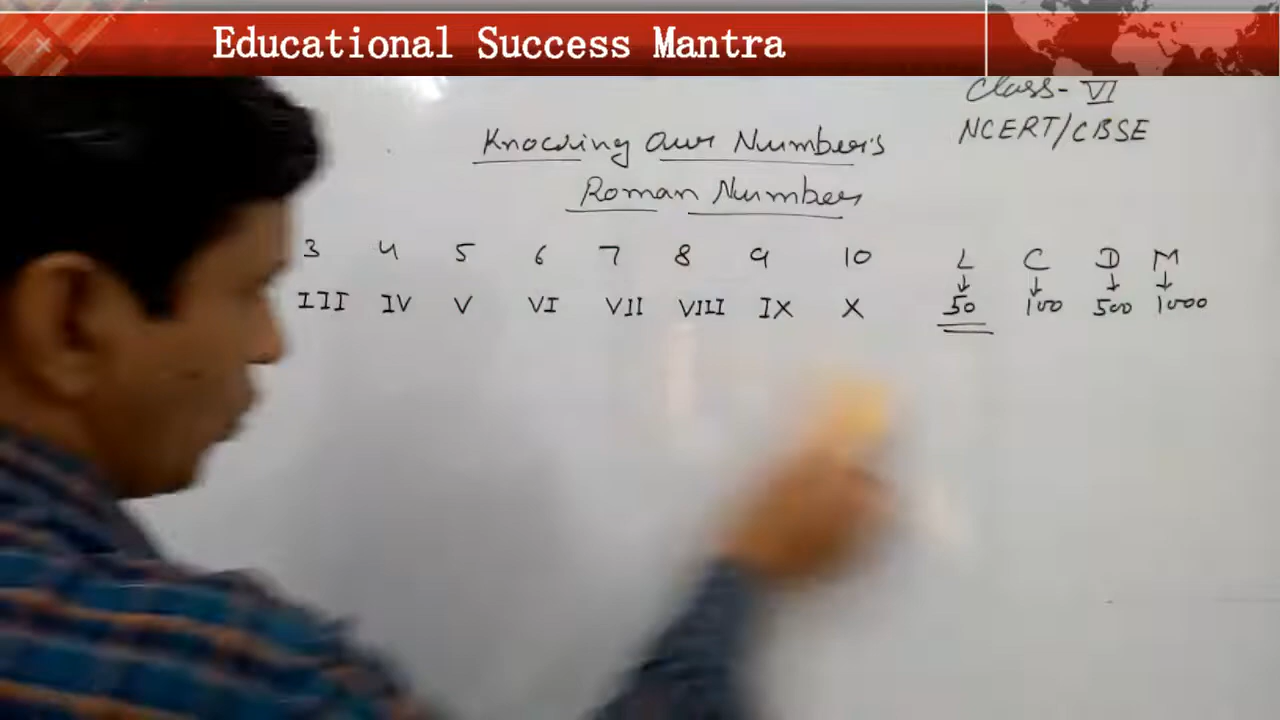 Educational Success Mantra
Class- VI
NCERT/CBSE
Knowing Our Number's
Roman Numbers
3 4 5 6 7 8 9 10 L C D M
III IV V VI VII VIII IX X 50 100 500 1000